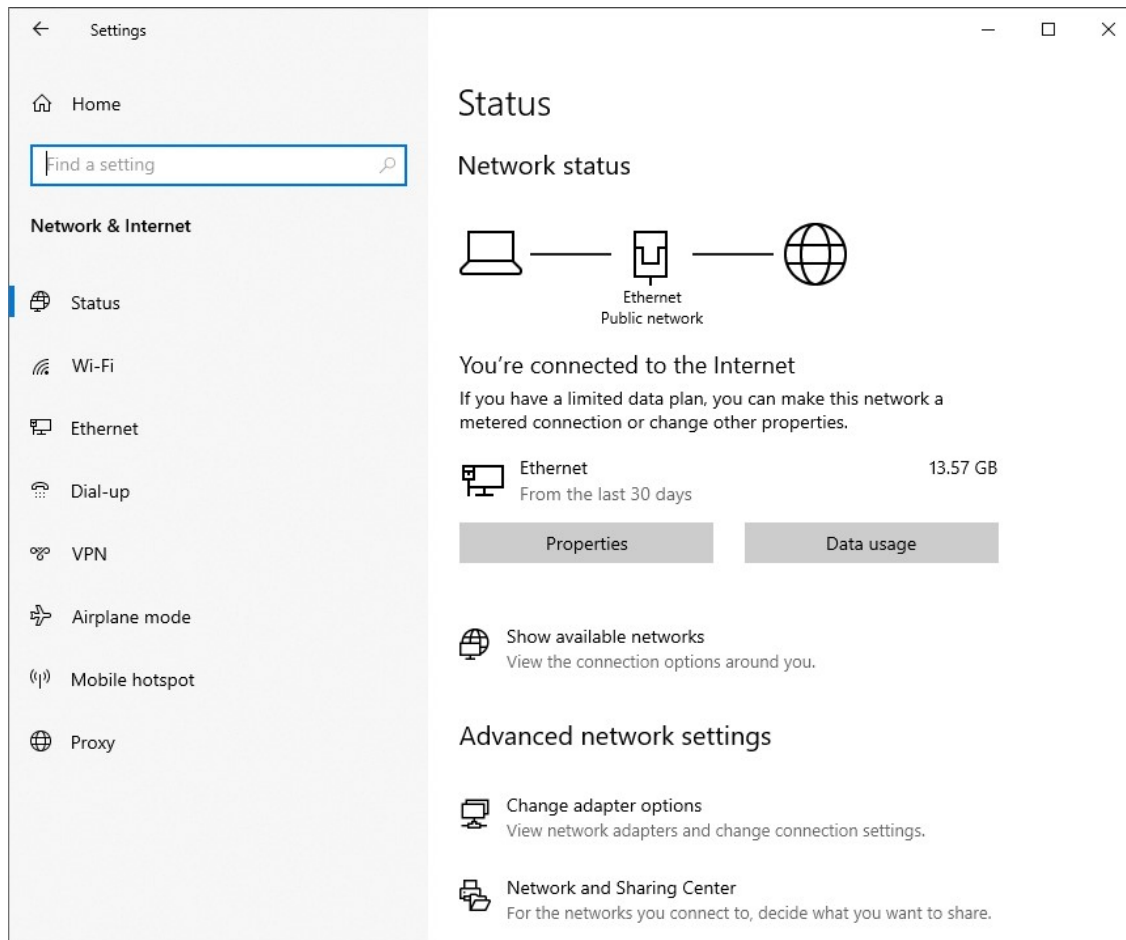 Settings
Home
Find a setting
Network & Internet
Status
Wi-Fi
Ethernet
Dial-up
VPN
Airplane mode
Mobile hotspot
Proxy
Status
Network status
Ethernet
Public network
You’re connected to the Internet
If you have a limited data plan, you can make this network a
metered connection or change other properties.
Ethernet 13.57 GB
From the last 30 days
Properties Data usage
Show available networks
View the connection options around you.
Advanced network settings
Change adapter options
View network adapters and change connection settings.
Network and Sharing Center
For the networks you connect to, decide what you want to share.